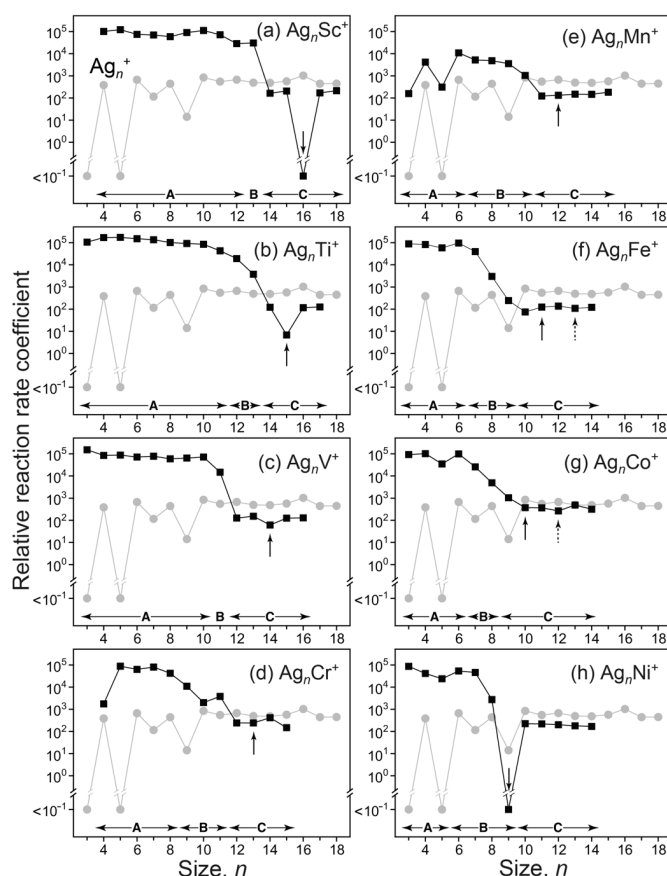 Relative reaction rate coefficient
(a) AgₙSc⁺
Agₙ⁺
10⁵
10⁴
10³
10²
10¹
10⁰
<10⁻¹
A B C
4 6 8 10 12 14 16 18
(b) AgₙTi⁺
10⁵
10⁴
10³
10²
10¹
10⁰
<10⁻¹
A B C
4 6 8 10 12 14 16 18
(c) AgₙV⁺
10⁵
10⁴
10³
10²
10¹
10⁰
<10⁻¹
A B C
4 6 8 10 12 14 16 18
(d) AgₙCr⁺
10⁵
10⁴
10³
10²
10¹
10⁰
<10⁻¹
A B C
4 6 8 10 12 14 16 18
Size, n
(e) AgₙMn⁺
10⁵
10⁴
10³
10²
10¹
10⁰
<10⁻¹
A B C
4 6 8 10 12 14 16 18
(f) AgₙFe⁺
10⁵
10⁴
10³
10²
10¹
10⁰
<10⁻¹
A B C
4 6 8 10 12 14 16 18
(g) AgₙCo⁺
10⁵
10⁴
10³
10²
10¹
10⁰
<10⁻¹
A B C
4 6 8 10 12 14 16 18
(h) AgₙNi⁺
10⁵
10⁴
10³
10²
10¹
10⁰
<10⁻¹
A B C
4 6 8 10 12 14 16 18
Size, n